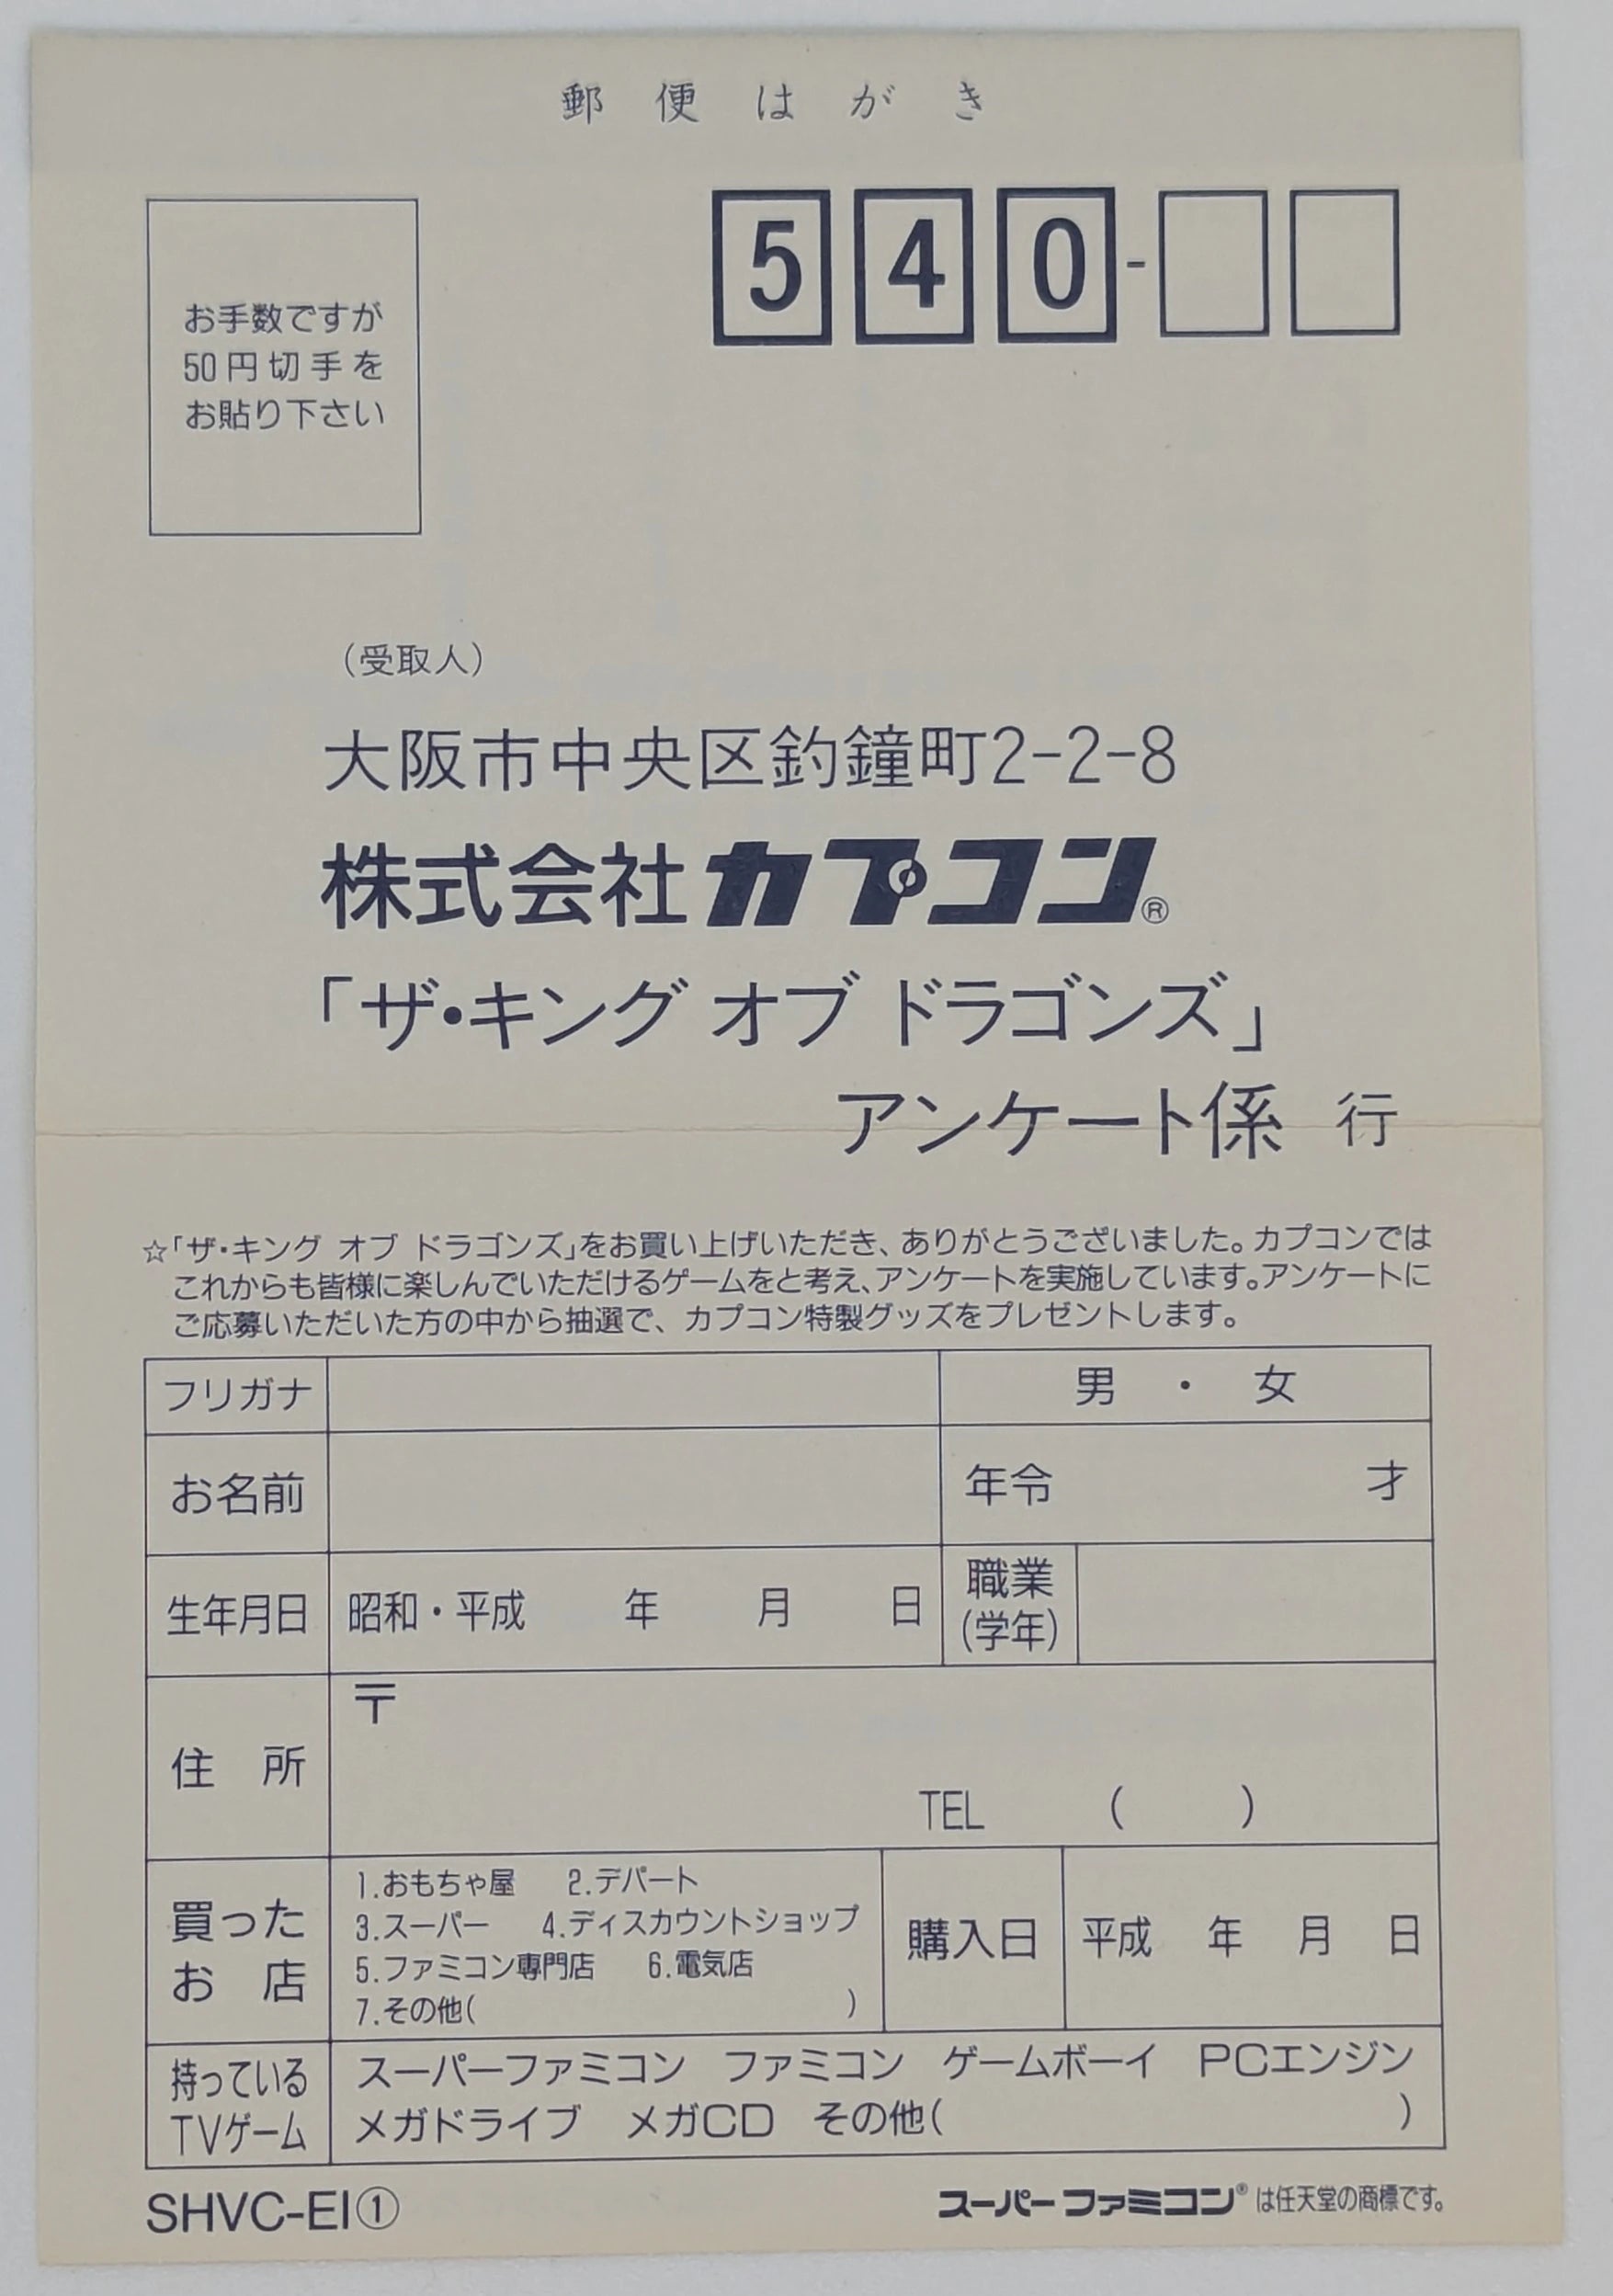 郵便はがき
540-
お手数ですが
50円切手を
お貼り下さい
(受取人)
大阪市中央区釣鐘町2-2-8
株式会社カプコン®
「ザ・キング オブ ドラゴンズ」
アンケート係 行
☆「ザ・キング オブ ドラゴンズ」をお買い上げいただき、ありがとうございました。カプコンでは
これからも皆様に楽しんでいただけるゲームをと考え、アンケートを実施しています。アンケートに
ご応募いただいた方の中から抽選で、カプコン特製グッズをプレゼントします。
フリガナ 男・女
お名前 年令 才
生年月日 昭和・平成 年 月 日 職業
(学年)
住所 〒
TEL ( )
買った
お店
1.おもちゃ屋 2.デパート
3.スーパー 4.ディスカウントショップ
5.ファミコン専門店 6.電気店
7.その他( )
購入日 平成 年 月 日
持っている
TVゲーム
スーパーファミコン ファミコン ゲームボーイ PCエンジン
メガドライブ メガCD その他( )
SHVC-EI①
スーパーファミコン®は任天堂の商標です。